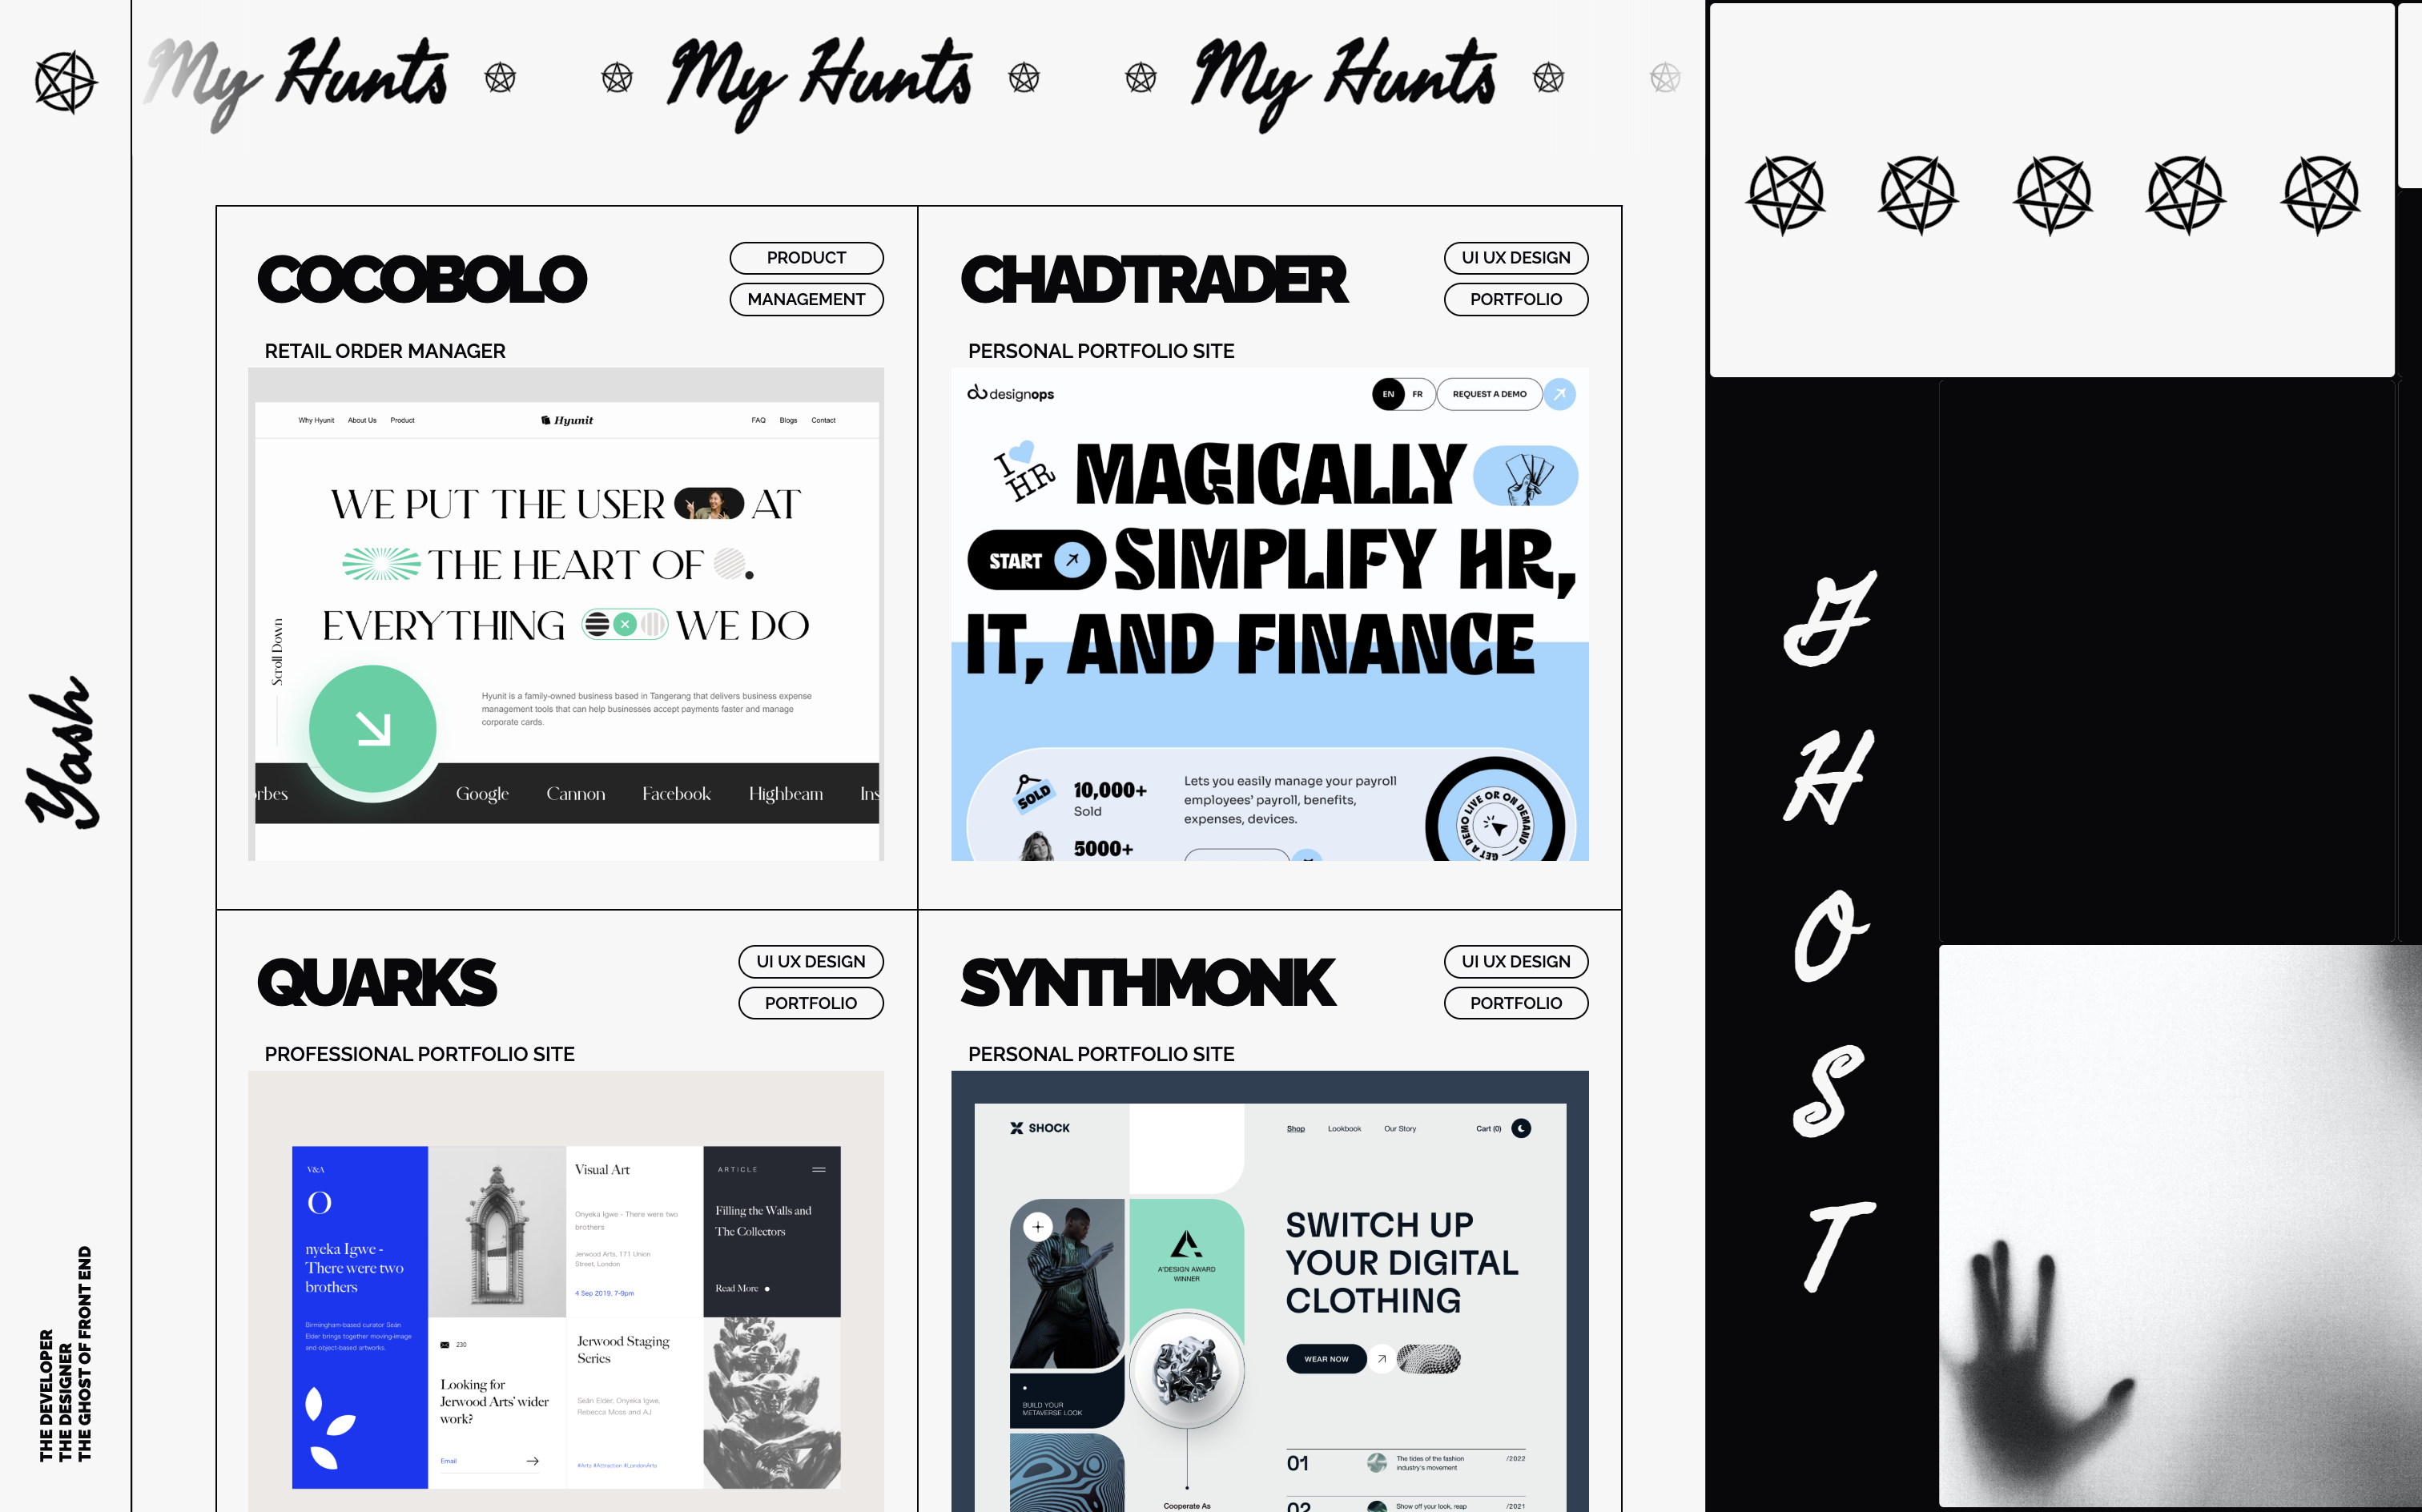 My Hunts My Hunts My Hunts
Yash
THE DEVELOPER
THE DESIGNER
THE GHOST OF FRONT END
COCOBOLO
PRODUCT
MANAGEMENT
RETAIL ORDER MANAGER
Why Hyunit About Us Product Hyunit FAQ Blogs Contact
WE PUT THE USER AT
THE HEART OF .
EVERYTHING WE DO
Scroll Down
Hyunit is a family-owned business based in Tangerang that delivers business expense
management tools that can help businesses accept payments faster and manage
corporate cards.
orbes Google Cannon Facebook Highbeam Ins
CHADTRADER
UI UX DESIGN
PORTFOLIO
PERSONAL PORTFOLIO SITE
designops EN FR REQUEST A DEMO
I HR
MAGICALLY
START SIMPLIFY HR,
IT, AND FINANCE
SOLD
10,000+
Sold
5000+
Lets you easily manage your payroll
employees' payroll, benefits,
expenses, devices.
GET A DEMO LIVE OR ON DEMAND
QUARKS
UI UX DESIGN
PORTFOLIO
PROFESSIONAL PORTFOLIO SITE
V&A
O
nyeka Igwe -
There were two
brothers
Birmingham-based curator Seán
Elder brings together moving-image
and object-based artworks.
Visual Art
Onyeka Igwe - There were two
brothers
Jerwood Arts, 171 Union
Street, London
4 Sep 2019, 7-9pm
ARTICLE
Filling the Walls and
The Collectors
Read More
230
Looking for
Jerwood Arts' wider
work?
Email
Jerwood Staging
Series
Seán Elder, Onyeka Igwe,
Rebecca Moss and AJ
#Arts #Attraction #LondonArts
SYNTHMONK
UI UX DESIGN
PORTFOLIO
PERSONAL PORTFOLIO SITE
SHOCK Shop Lookbook Our Story Cart (0)
A'DESIGN AWARD
WINNER
BUILD YOUR
METAVERSE LOOK
SWITCH UP
YOUR DIGITAL
CLOTHING
WEAR NOW
01 The tides of the fashion
industry's movement /2022
02 Show off your look, reap /2021
Cooperate As
G
H
O
S
T